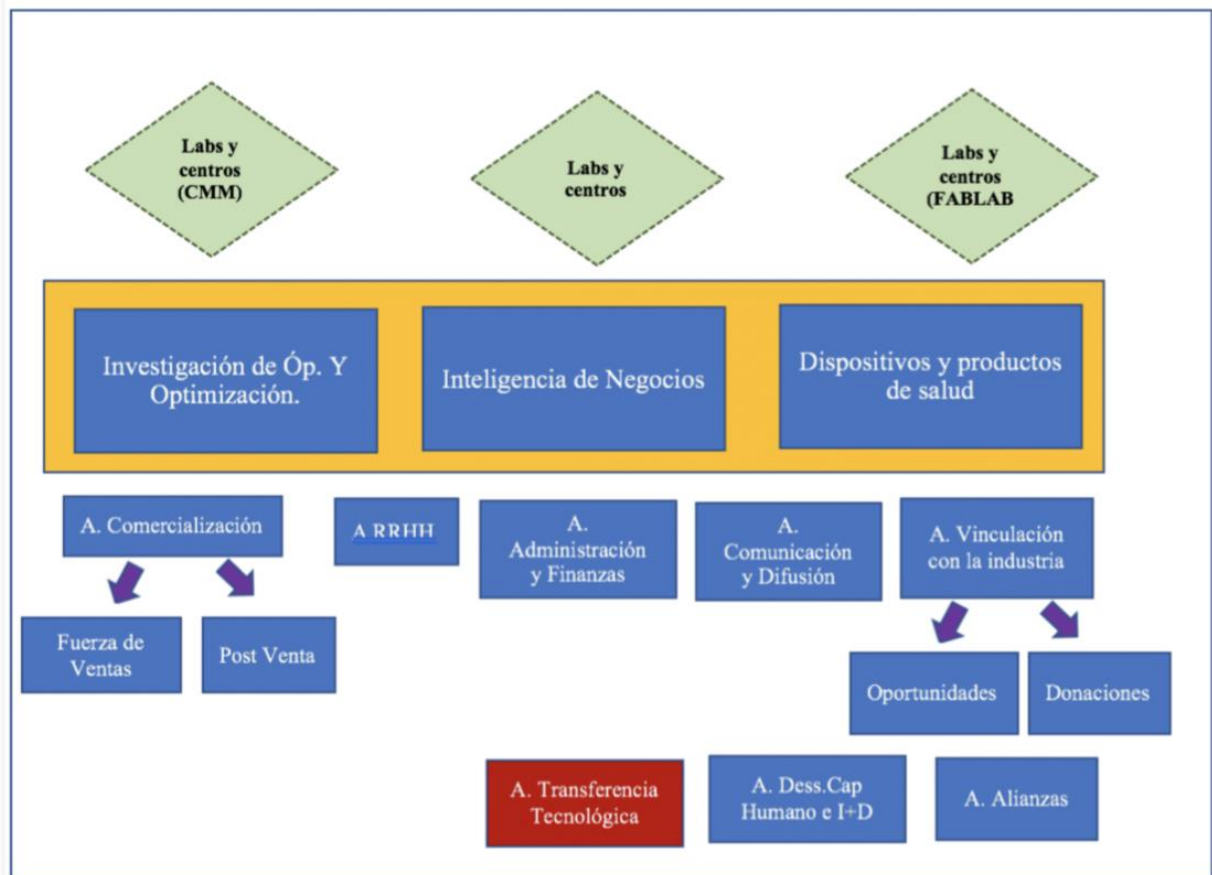 Labs y
centros
(CMM)
Labs y
centros
Labs y
centros
(FABLAB
Investigación de Óp. Y
Optimización.
Inteligencia de Negocios
Dispositivos y productos
de salud
A. Comercialización
A.RRHH
A.
Administración
y Finanzas
A.
Comunicación
y Difusión
A. Vinculación
con la industria
Fuerza de
Ventas
Post Venta
Oportunidades
Donaciones
A. Transferencia
Tecnológica
A. Dess.Cap
Humano e I+D
A. Alianzas